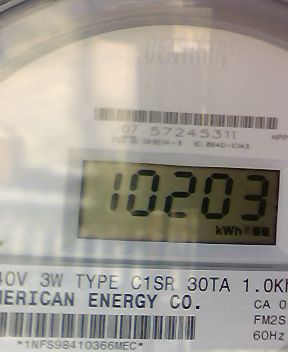 CENTRON
07 57245311
10203
kWh
40V 3W TYPE C1SR 30TA 1.0K
MERICAN ENERGY CO.
CA 0
FM2S
60Hz
*1NFS98410366MEC*